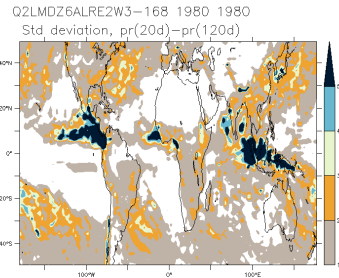 Q2LMDZ6ALRE2W3-168 1980 1980
Std deviation, pr(20d)-pr(120d)
40°N
20°N
0°
20°S
40°S
100°W 0° 100°E
5
4
3
2
1